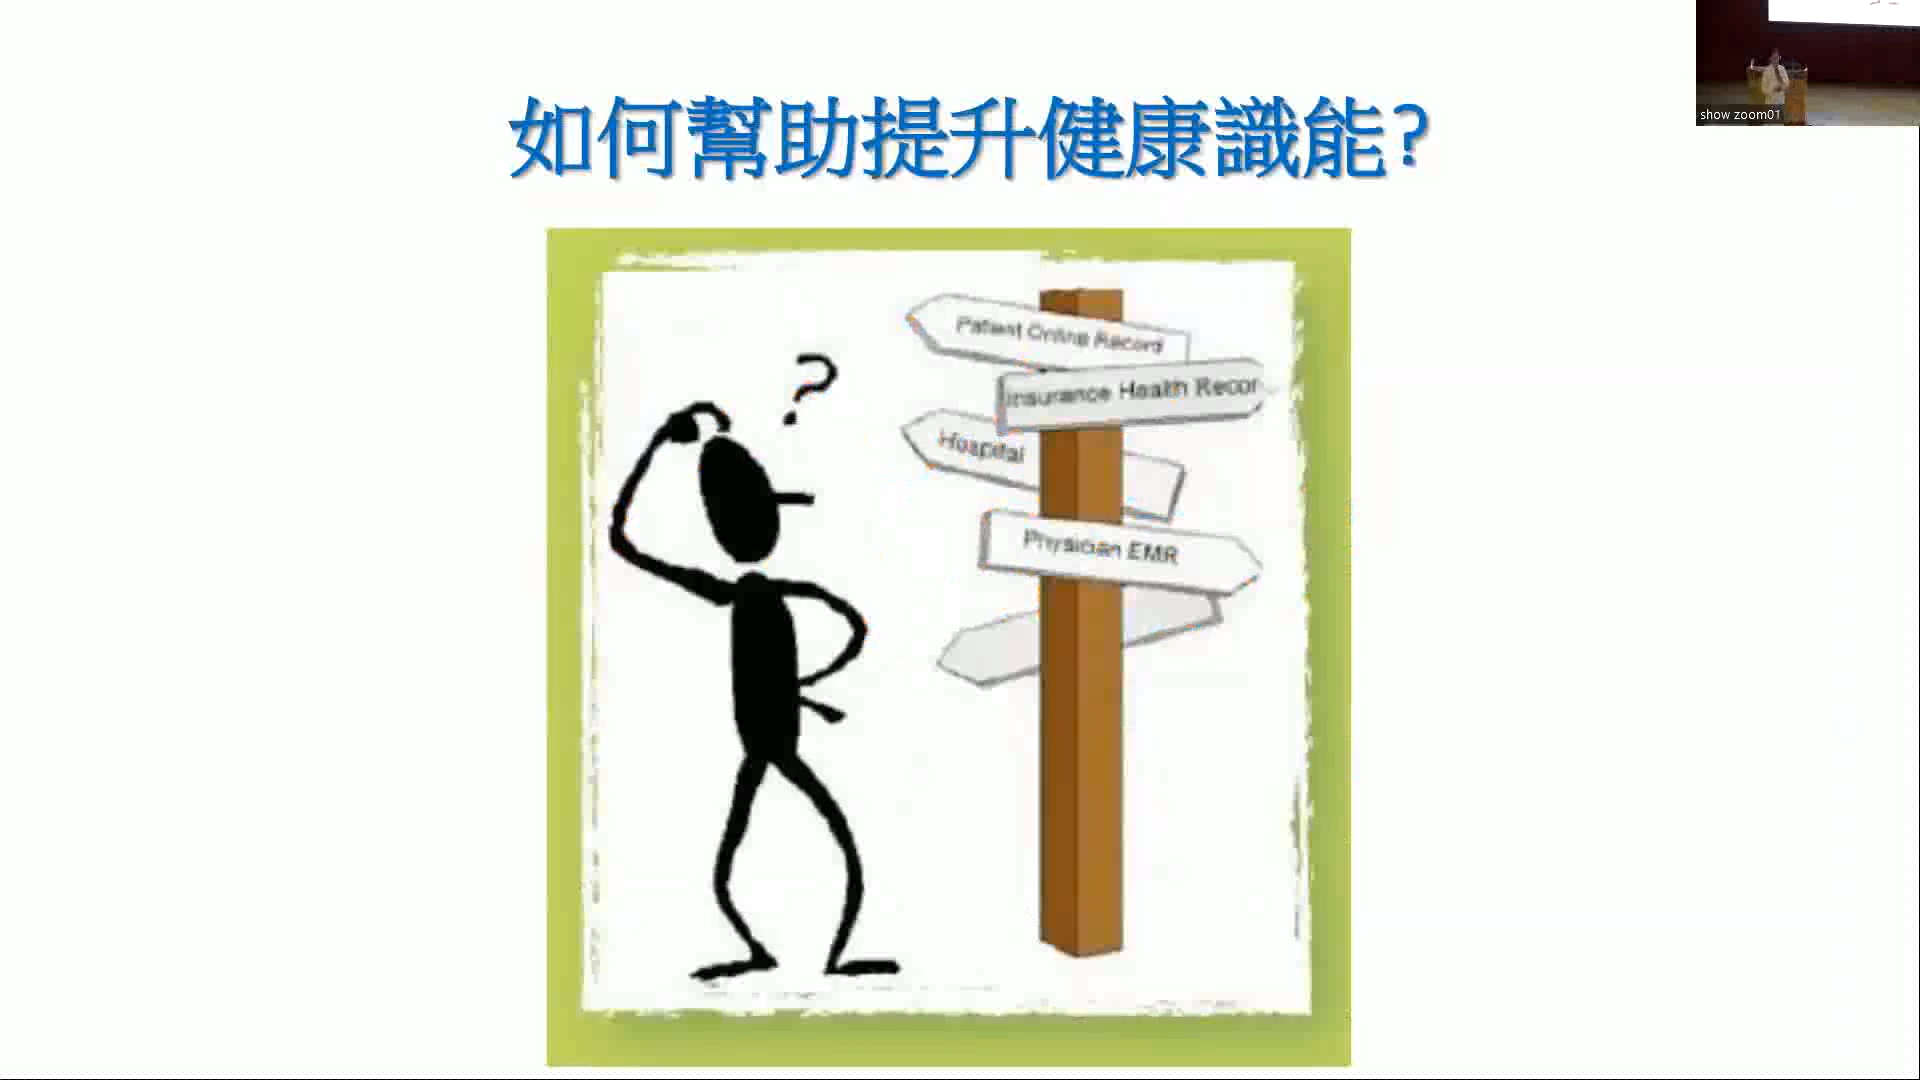 如何幫助提升健康識能?
Patient Online Record
Insurance Health Recor
Hospital
Physician EMR
show zoom01